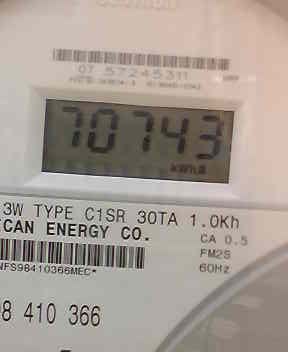 07 57245311
70743
KWH
3W TYPE C1SR 30TA 1.0Kh
CAN ENERGY CO.
CA 0.5
FM2S
NFS98410366MEC*
60Hz
8 410 366